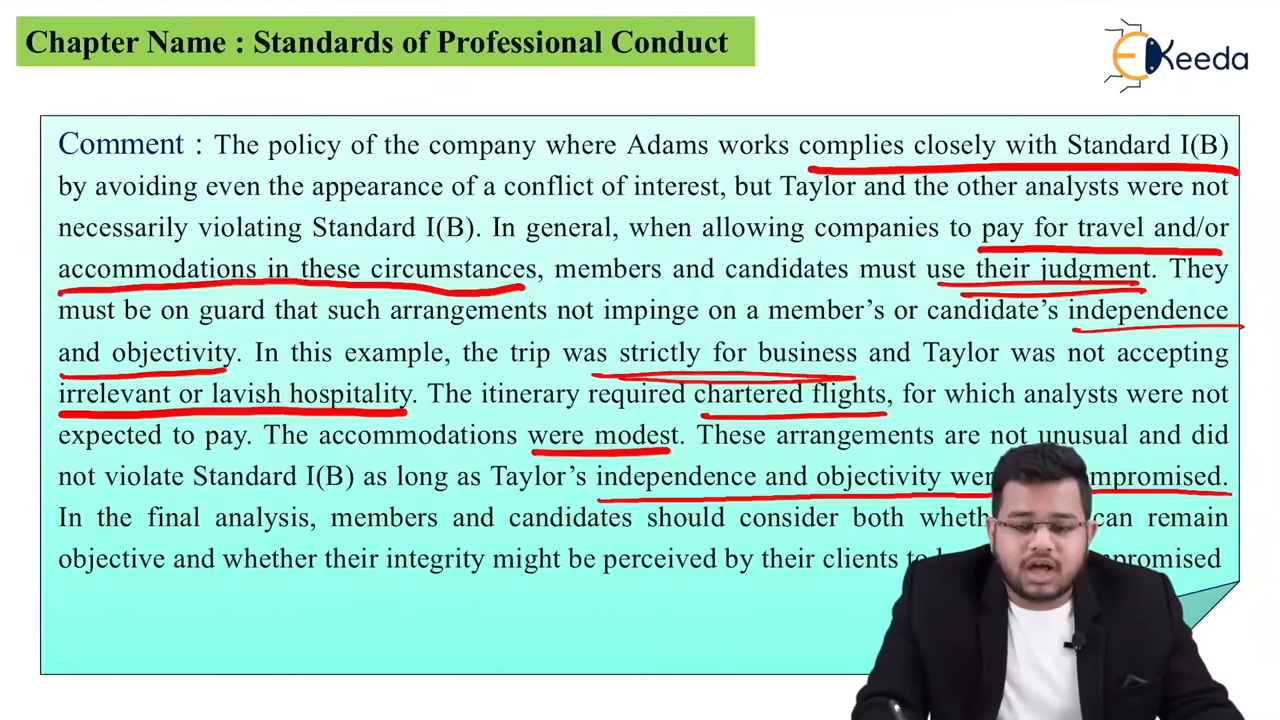 Chapter Name : Standards of Professional Conduct
EKeeda
Comment : The policy of the company where Adams works complies closely with Standard I(B)
by avoiding even the appearance of a conflict of interest, but Taylor and the other analysts were not
necessarily violating Standard I(B). In general, when allowing companies to pay for travel and/or
accommodations in these circumstances, members and candidates must use their judgment. They
must be on guard that such arrangements not impinge on a member’s or candidate’s independence
and objectivity. In this example, the trip was strictly for business and Taylor was not accepting
irrelevant or lavish hospitality. The itinerary required chartered flights, for which analysts were not
expected to pay. The accommodations were modest. These arrangements are not unusual and did
not violate Standard I(B) as long as Taylor’s independence and objectivity
In the final analysis, members and candidates should consider both can remain
objective and whether their integrity might be perceived by their clients